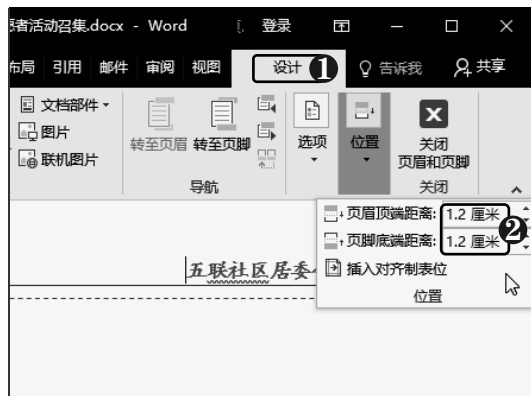 愿者活动召集.docx - Word 登录
布局 引用 邮件 审阅 视图 设计 1 告诉我 共享
文档部件
图片
联机图片
转至页眉 转至页脚
导航
选项
位置
关闭
页眉和页脚
关闭
页眉顶端距离: 1.2 厘米
页脚底端距离: 1.2 厘米
2
插入对齐制表位
位置
五联社区居委